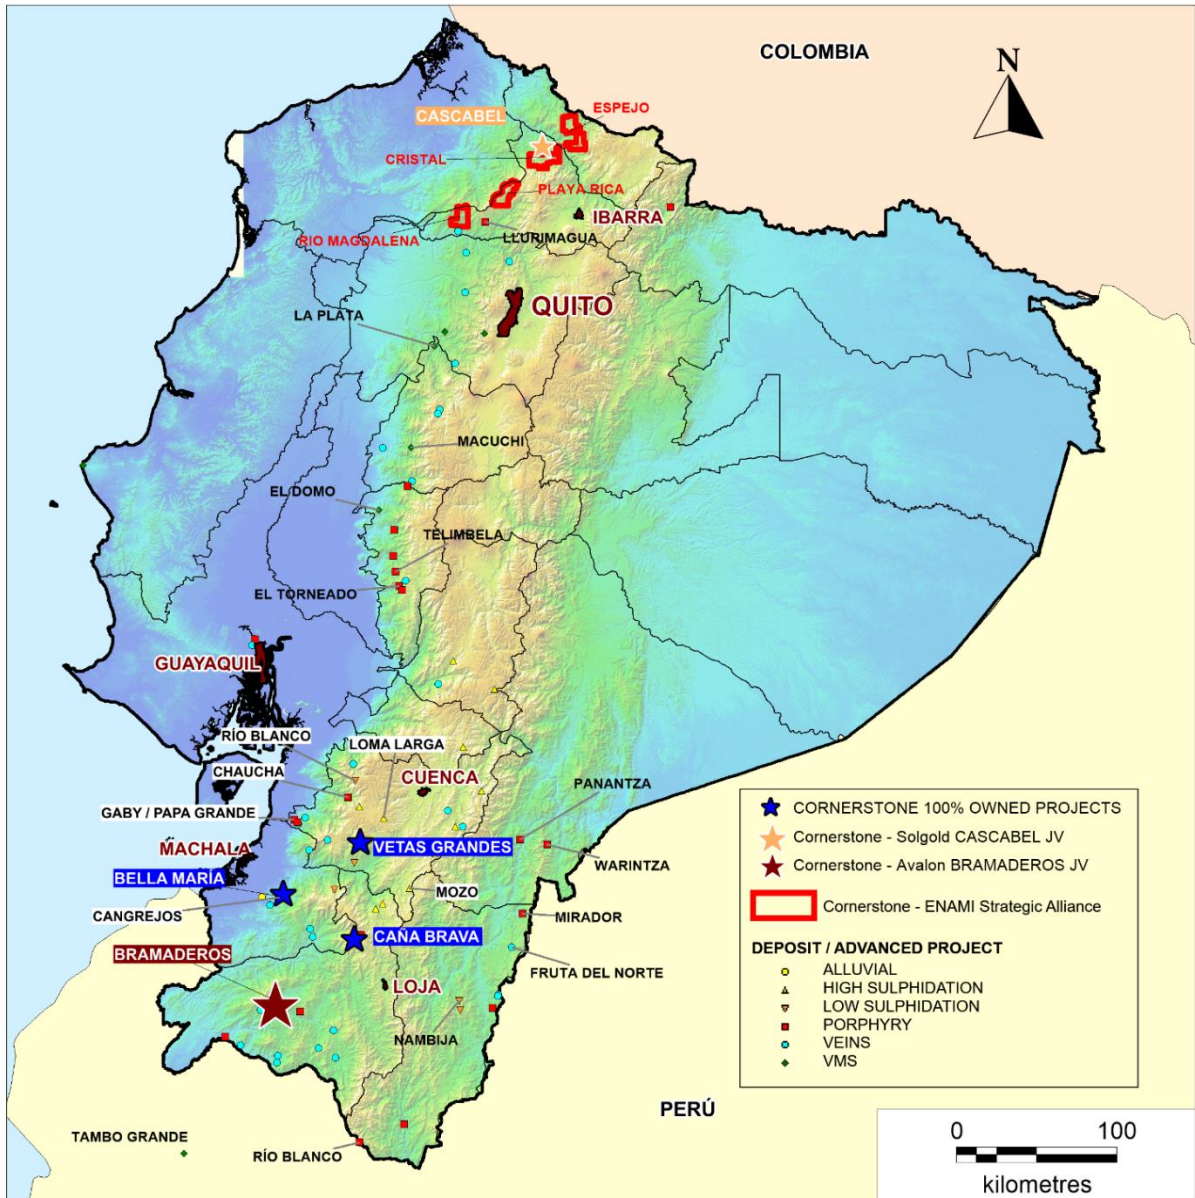 COLOMBIA
N
ESPEJO
CASCABEL
CRISTAL
PLAYA RICA
IBARRA
RIO MAGDALENA
LLURIMAGUA
QUITO
LA PLATA
MACUCHI
EL DOMO
TELIMBELA
EL TORNEADO
GUAYAQUIL
RÍO BLANCO
LOMA LARGA
CHAUCHA
CUENCA
PANANTZA
GABY / PAPA GRANDE
MACHALA
VETAS GRANDES
WARINTZA
BELLA MARÍA
MOZO
CANGREJOS
MIRADOR
CAÑA BRAVA
BRAMADEROS
FRUTA DEL NORTE
LOJA
NAMBIJA
PERÚ
TAMBO GRANDE
RÍO BLANCO
CORNERSTONE 100% OWNED PROJECTS
Cornerstone - Solgold CASCABEL JV
Cornerstone - Avalon BRAMADEROS JV
Cornerstone - ENAMI Strategic Alliance
DEPOSIT / ADVANCED PROJECT
ALLUVIAL
HIGH SULPHIDATION
LOW SULPHIDATION
PORPHYRY
VEINS
VMS
0 100
kilometres